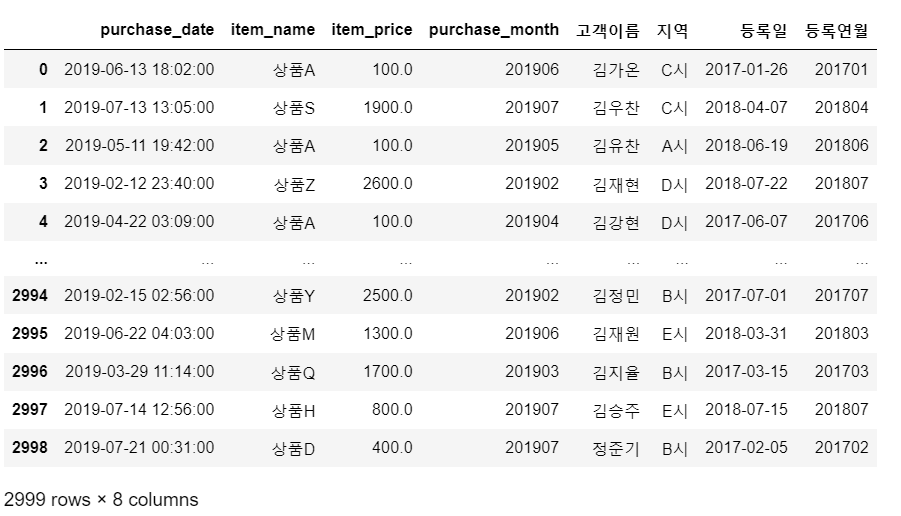 purchase_date item_name item_price purchase_month 고객이름 지역 등록일 등록연월
0 2019-06-13 18:02:00 상품A 100.0 201906 김가온 C시 2017-01-26 201701
1 2019-07-13 13:05:00 상품S 1900.0 201907 김우찬 C시 2018-04-07 201804
2 2019-05-11 19:42:00 상품A 100.0 201905 김유찬 A시 2018-06-19 201806
3 2019-02-12 23:40:00 상품Z 2600.0 201902 김재현 D시 2018-07-22 201807
4 2019-04-22 03:09:00 상품A 100.0 201904 김강현 D시 2017-06-07 201706
... ... ... ... ... ... ... ... ...
2994 2019-02-15 02:56:00 상품Y 2500.0 201902 김정민 B시 2017-07-01 201707
2995 2019-06-22 04:03:00 상품M 1300.0 201906 김재원 E시 2018-03-31 201803
2996 2019-03-29 11:14:00 상품Q 1700.0 201903 김지율 B시 2017-03-15 201703
2997 2019-07-14 12:56:00 상품H 800.0 201907 김승주 E시 2018-07-15 201807
2998 2019-07-21 00:31:00 상품D 400.0 201907 정준기 B시 2017-02-05 201702
2999 rows × 8 columns